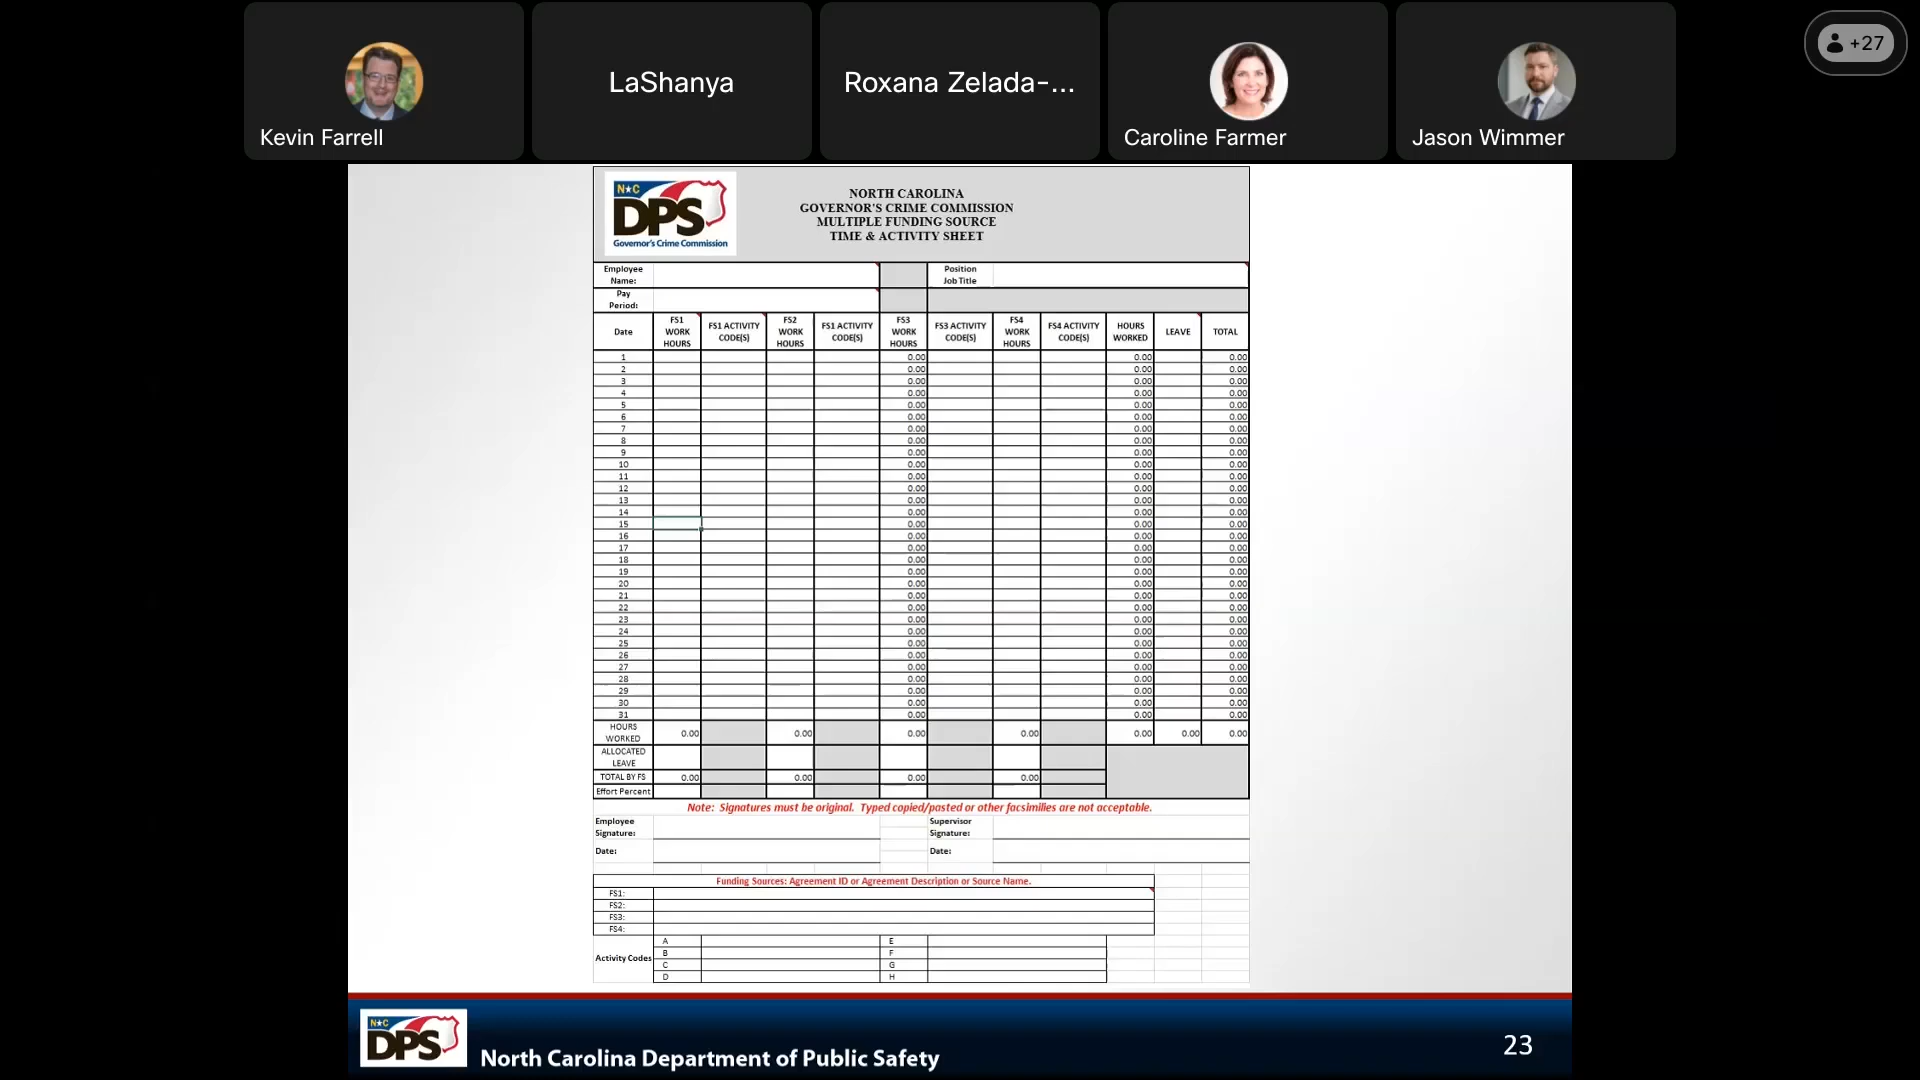 +27
LaShanya
Roxana Zelada-...
Kevin Farrell
Caroline Farmer
Jason Wimmer
N★C
DPS
Governor's Crime Commission
NORTH CAROLINA
GOVERNOR'S CRIME COMMISSION
MULTIPLE FUNDING SOURCE
TIME & ACTIVITY SHEET
Employee Name:
Position Job Title
Pay Period:
Date FS1 WORK HOURS FS1 ACTIVITY CODE(S) FS2 WORK HOURS FS1 ACTIVITY CODE(S) FS3 WORK HOURS FS3 ACTIVITY CODE(S) FS4 WORK HOURS FS4 ACTIVITY CODE(S) HOURS WORKED LEAVE TOTAL
1 0.00 0.00 0.00
2 0.00 0.00 0.00
3 0.00 0.00 0.00
4 0.00 0.00 0.00
5 0.00 0.00 0.00
6 0.00 0.00 0.00
7 0.00 0.00 0.00
8 0.00 0.00 0.00
9 0.00 0.00 0.00
10 0.00 0.00 0.00
11 0.00 0.00 0.00
12 0.00 0.00 0.00
13 0.00 0.00 0.00
14 0.00 0.00 0.00
15 0.00 0.00 0.00
16 0.00 0.00 0.00
17 0.00 0.00 0.00
18 0.00 0.00 0.00
19 0.00 0.00 0.00
20 0.00 0.00 0.00
21 0.00 0.00 0.00
22 0.00 0.00 0.00
23 0.00 0.00 0.00
24 0.00 0.00 0.00
25 0.00 0.00 0.00
26 0.00 0.00 0.00
27 0.00 0.00 0.00
28 0.00 0.00 0.00
29 0.00 0.00 0.00
30 0.00 0.00 0.00
31 0.00 0.00 0.00
HOURS WORKED 0.00 0.00 0.00 0.00 0.00 0.00 0.00
ALLOCATED LEAVE
TOTAL BY FS 0.00 0.00 0.00 0.00
Effort Percent
Note: Signatures must be original. Typed copied/pasted or other facsimilies are not acceptable.
Employee Signature:
Supervisor Signature:
Date:
Date:
Funding Sources: Agreement ID or Agreement Description or Source Name.
FS1:
FS2:
FS3:
FS4:
Activity Codes
A E
B F
C G
D H
N★C
DPS
North Carolina Department of Public Safety
23